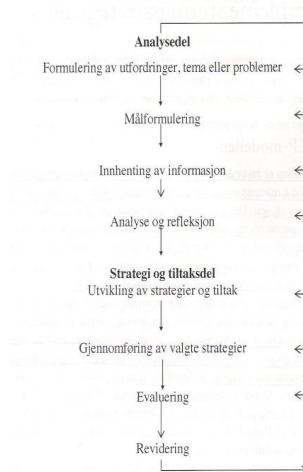 Analysedel
Formulering av utfordringer, tema eller problemer
Målformulering
Innhenting av informasjon
Analyse og refleksjon
Strategi og tiltaksdel
Utvikling av strategier og tiltak
Gjennomføring av valgte strategier
Evaluering
Revidering